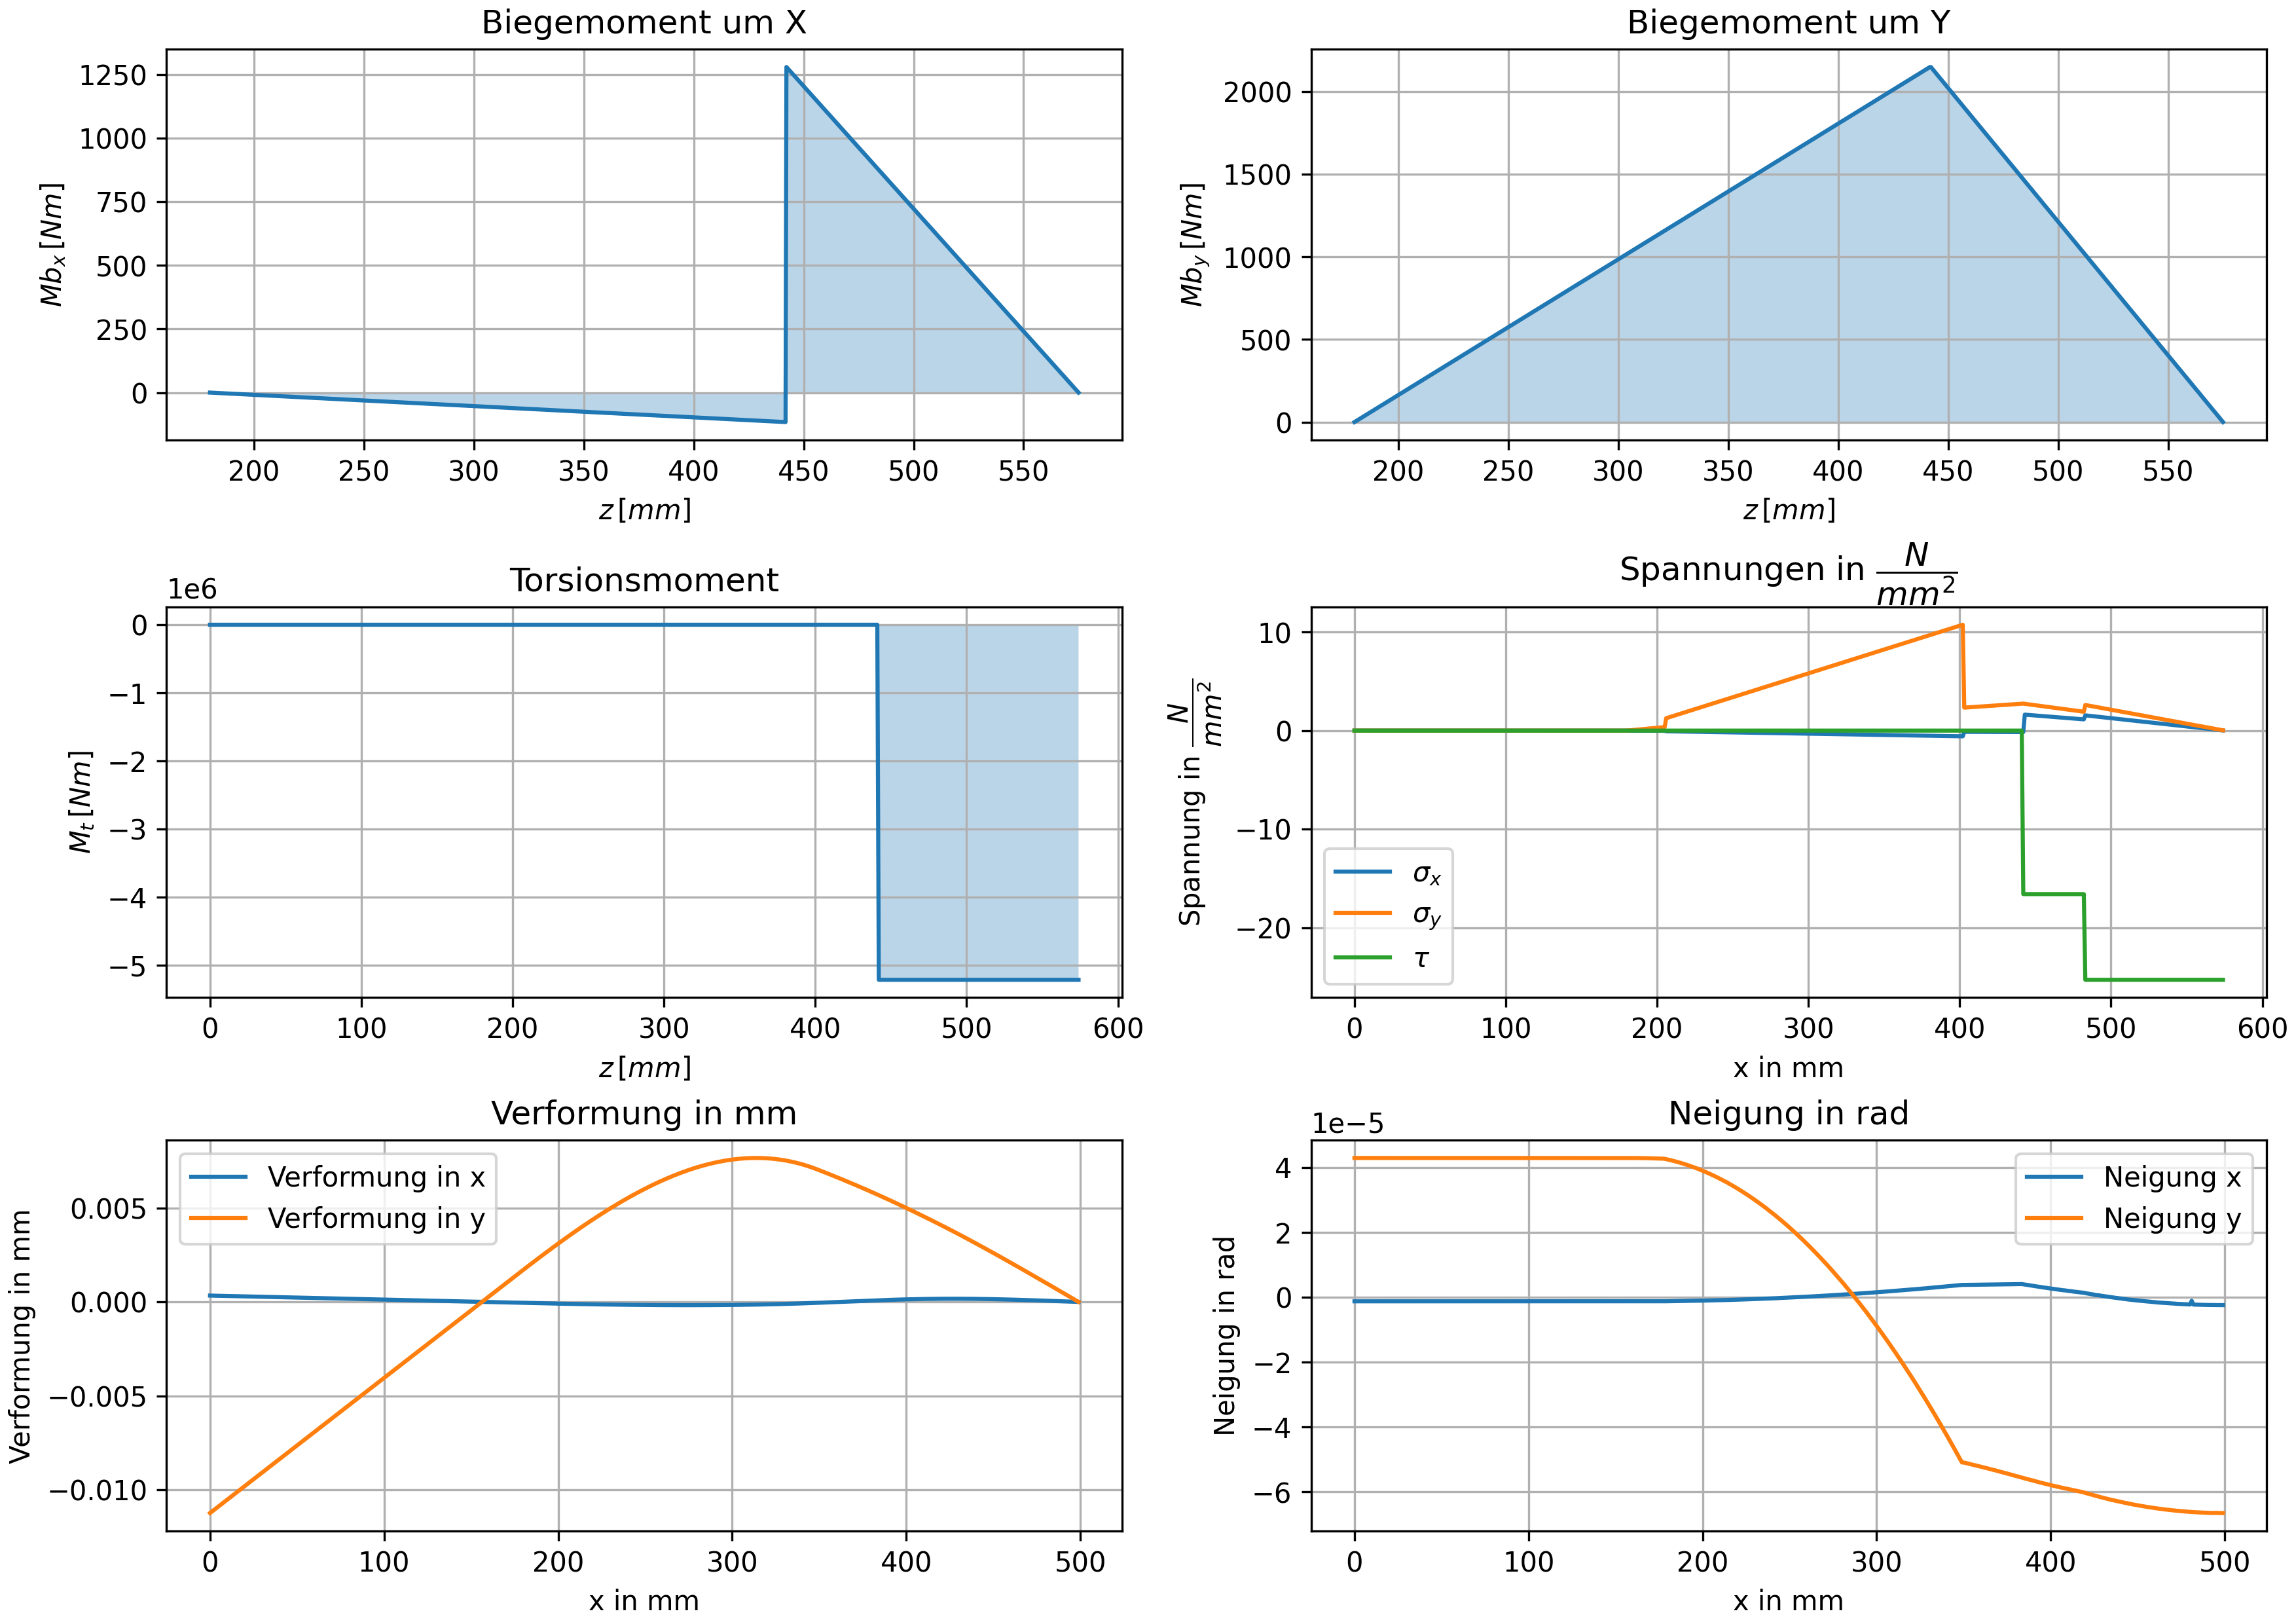 Biegemoment um X
1250
1000
750
500
250
0
Mb_x [Nm]
200 250 300 350 400 450 500 550
z [mm]
Biegemoment um Y
2000
1500
1000
500
0
Mb_y [Nm]
200 250 300 350 400 450 500 550
z [mm]
Torsionsmoment
1e6
0
−1
−2
−3
−4
−5
M_t [Nm]
0 100 200 300 400 500 600
z [mm]
Spannungen in N/mm²
10
0
−10
−20
Spannung in N/mm²
σ_x
σ_y
τ
0 100 200 300 400 500 600
x in mm
Verformung in mm
0.005
0.000
−0.005
−0.010
Verformung in mm
Verformung in x
Verformung in y
0 100 200 300 400 500
x in mm
Neigung in rad
1e−5
4
2
0
−2
−4
−6
Neigung in rad
Neigung x
Neigung y
0 100 200 300 400 500
x in mm